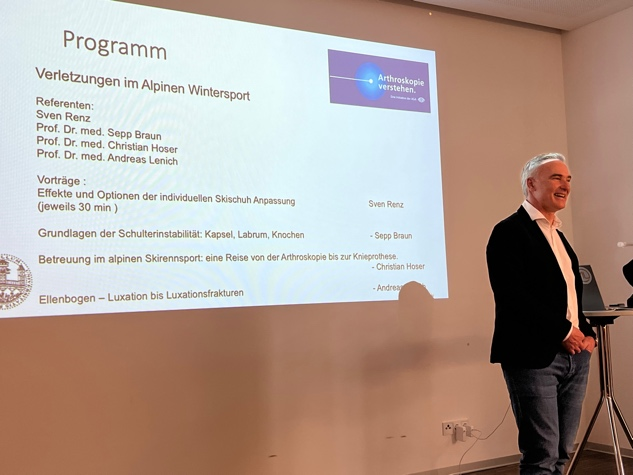 Programm
Arthroskopie
verstehen.
Verletzungen im Alpinen Wintersport
Referenten:
Sven Renz
Prof. Dr. med. Sepp Braun
Prof. Dr. med. Christian Hoser
Prof. Dr. med. Andreas Lenich
Vorträge :
Effekte und Optionen der individuellen Skischuh Anpassung Sven Renz
(jeweils 30 min )
Grundlagen der Schulterinstabilität: Kapsel, Labrum, Knochen - Sepp Braun
Betreuung im alpinen Skirennsport: eine Reise von der Arthroskopie bis zur Knieprothese.
- Christian Hoser
Ellenbogen – Luxation bis Luxationsfrakturen - Andreas